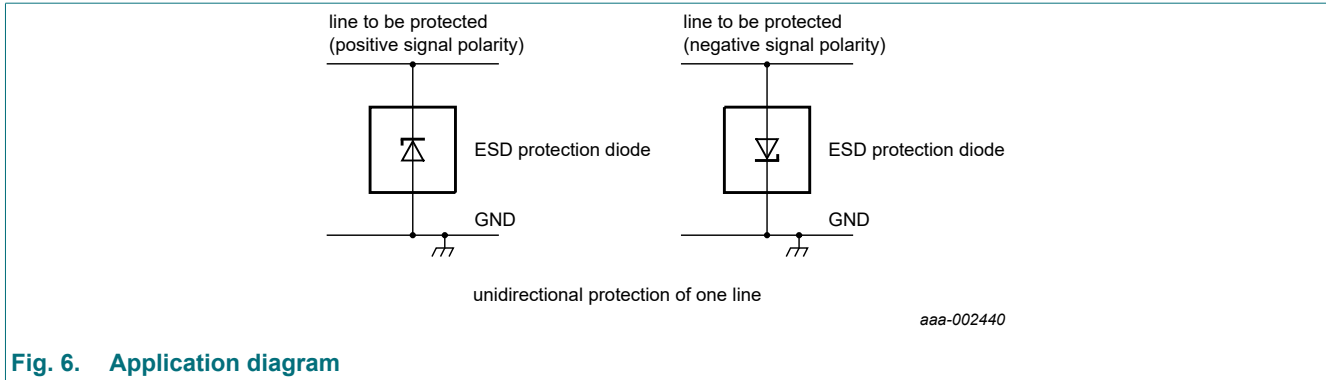 line to be protected
(positive signal polarity)
line to be protected
(negative signal polarity)
ESD protection diode
ESD protection diode
GND
GND
unidirectional protection of one line
aaa-002440
Fig. 6. Application diagram